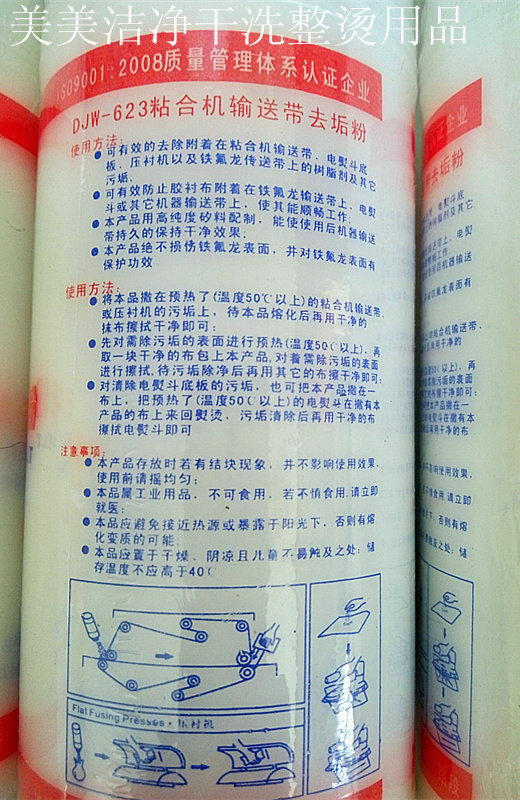 美美洁净干洗整烫用品
ISO9001:2008质量管理体系认证企业
DJW-623粘合机输送带去垢粉
使用方法:
●可有效的去除附着在粘合机输送带、电熨斗底
板、压衬机以及铁氟龙传送带上的树脂剂及其它
污垢;
●可有效防止胶衬布附着在铁氟龙输送带上、电熨
斗或其它机器输送带上,使其能顺畅工作;
●本产品用高纯度矽料配制,能使使用后机器输送
带持久的保持干净效果;
●本产品绝不损伤铁氟龙表面,并对铁氟龙表面有
保护功效
使用方法:
●将本品撒在预热了(温度50℃以上)的粘合机输送带、
或压衬机的污垢上,待本品熔化后再用干净的
抹布擦拭干净即可;
●先对需除污垢的表面进行预热(温度50(以上),再
取一块干净的布包上本产品,对着需除污垢的表面
进行擦拭,待污垢除净后再用其它的布擦干净即可;
●对清除电熨斗底板的污垢,也可把本产品撒在一
布上,把预热了(温度50(以上)的电熨斗在撒有本
产品的布上来回熨烫,污垢清除后再用干净的布
擦拭电熨斗即可
注意事项:
●本产品存放时若有结块现象,并不影响使用效果,
使用前请摇均匀;
●本品属工业用品,不可食用,若不慎食用,请立即
就医;
●本品应避免接近热源或暴露于阳光下,否则有熔
化变质的可能;
●本品应置于干燥、阴凉且儿童不易触及之处;储
存温度不应高于40(
Flat Fusing Presses·压衬机